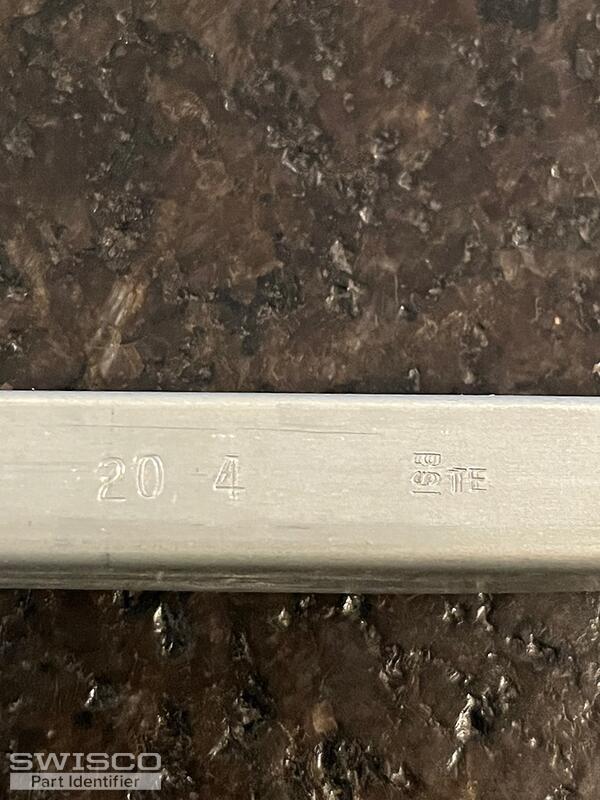 20 4
SWISCO
Part Identifier